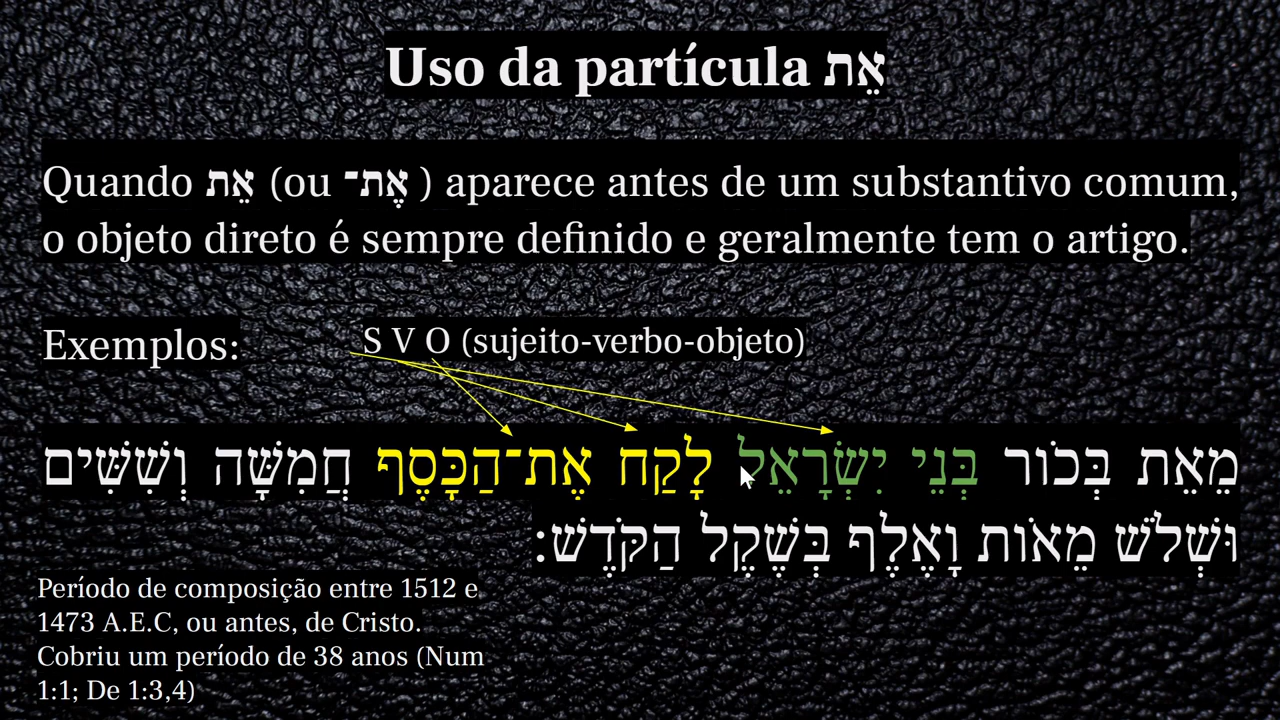 Uso da partícula אֵת
Quando אֵת (ou אֶת־ ) aparece antes de um substantivo comum,
o objeto direto é sempre definido e geralmente tem o artigo.
Exemplos:
S V O (sujeito-verbo-objeto)
מֵאֵת בְּכֹור בְּנֵי יִשְׂרָאֵל לָקַח אֶת־הַכָּסֶף חֲמִשָּׁה וְשִׁשִּׁים
וּשְׁלֹשׁ מֵאֹות וָאֶלֶף בְּשֶׁקֶל הַקֹּדֶשׁ׃
Período de composição entre 1512 e
1473 A.E.C, ou antes, de Cristo.
Cobriu um período de 38 anos (Num
1:1; De 1:3,4)